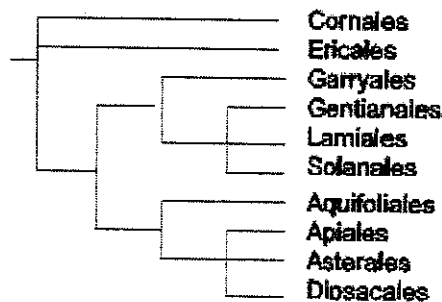 Cornales
Ericales
Garryales
Gentianales
Lamiales
Solanales
Aquifoliales
Apiales
Asterales
Dipsacales